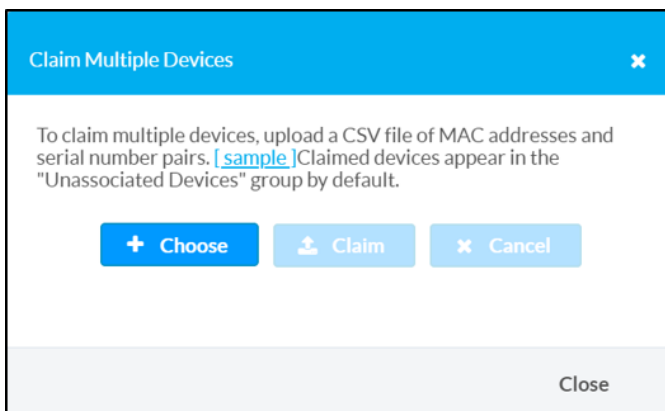 Claim Multiple Devices
To claim multiple devices, upload a CSV file of MAC addresses and
serial number pairs. [ sample ]Claimed devices appear in the
"Unassociated Devices" group by default.
Choose Claim Cancel
Close